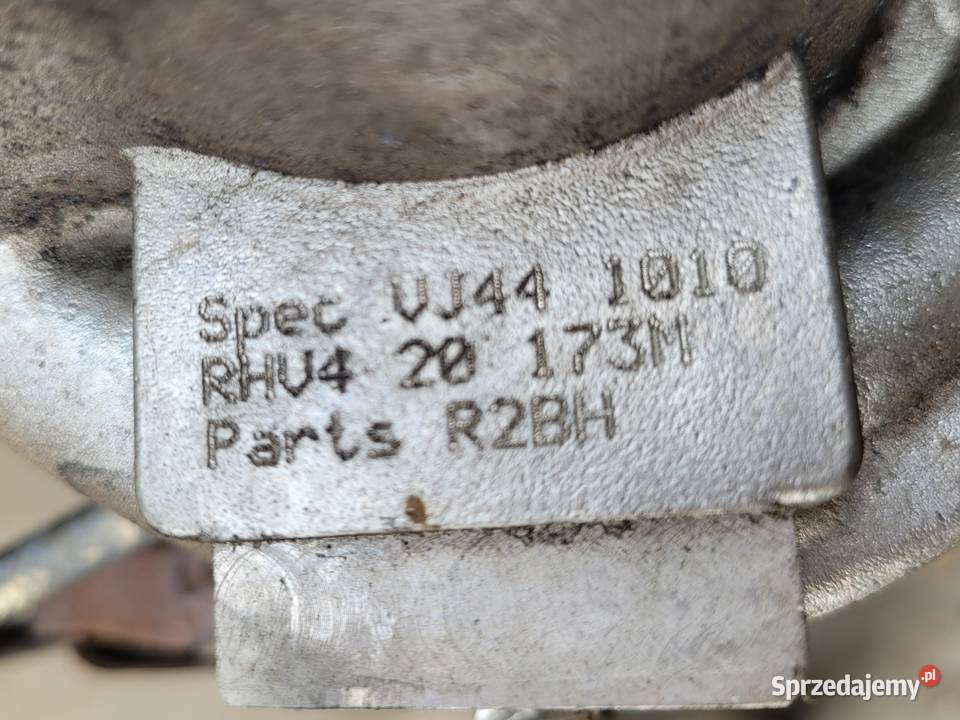 Spec VJ44 1010
RHV4 20 173M
Parts R2BH
Sprzedajemy.pl